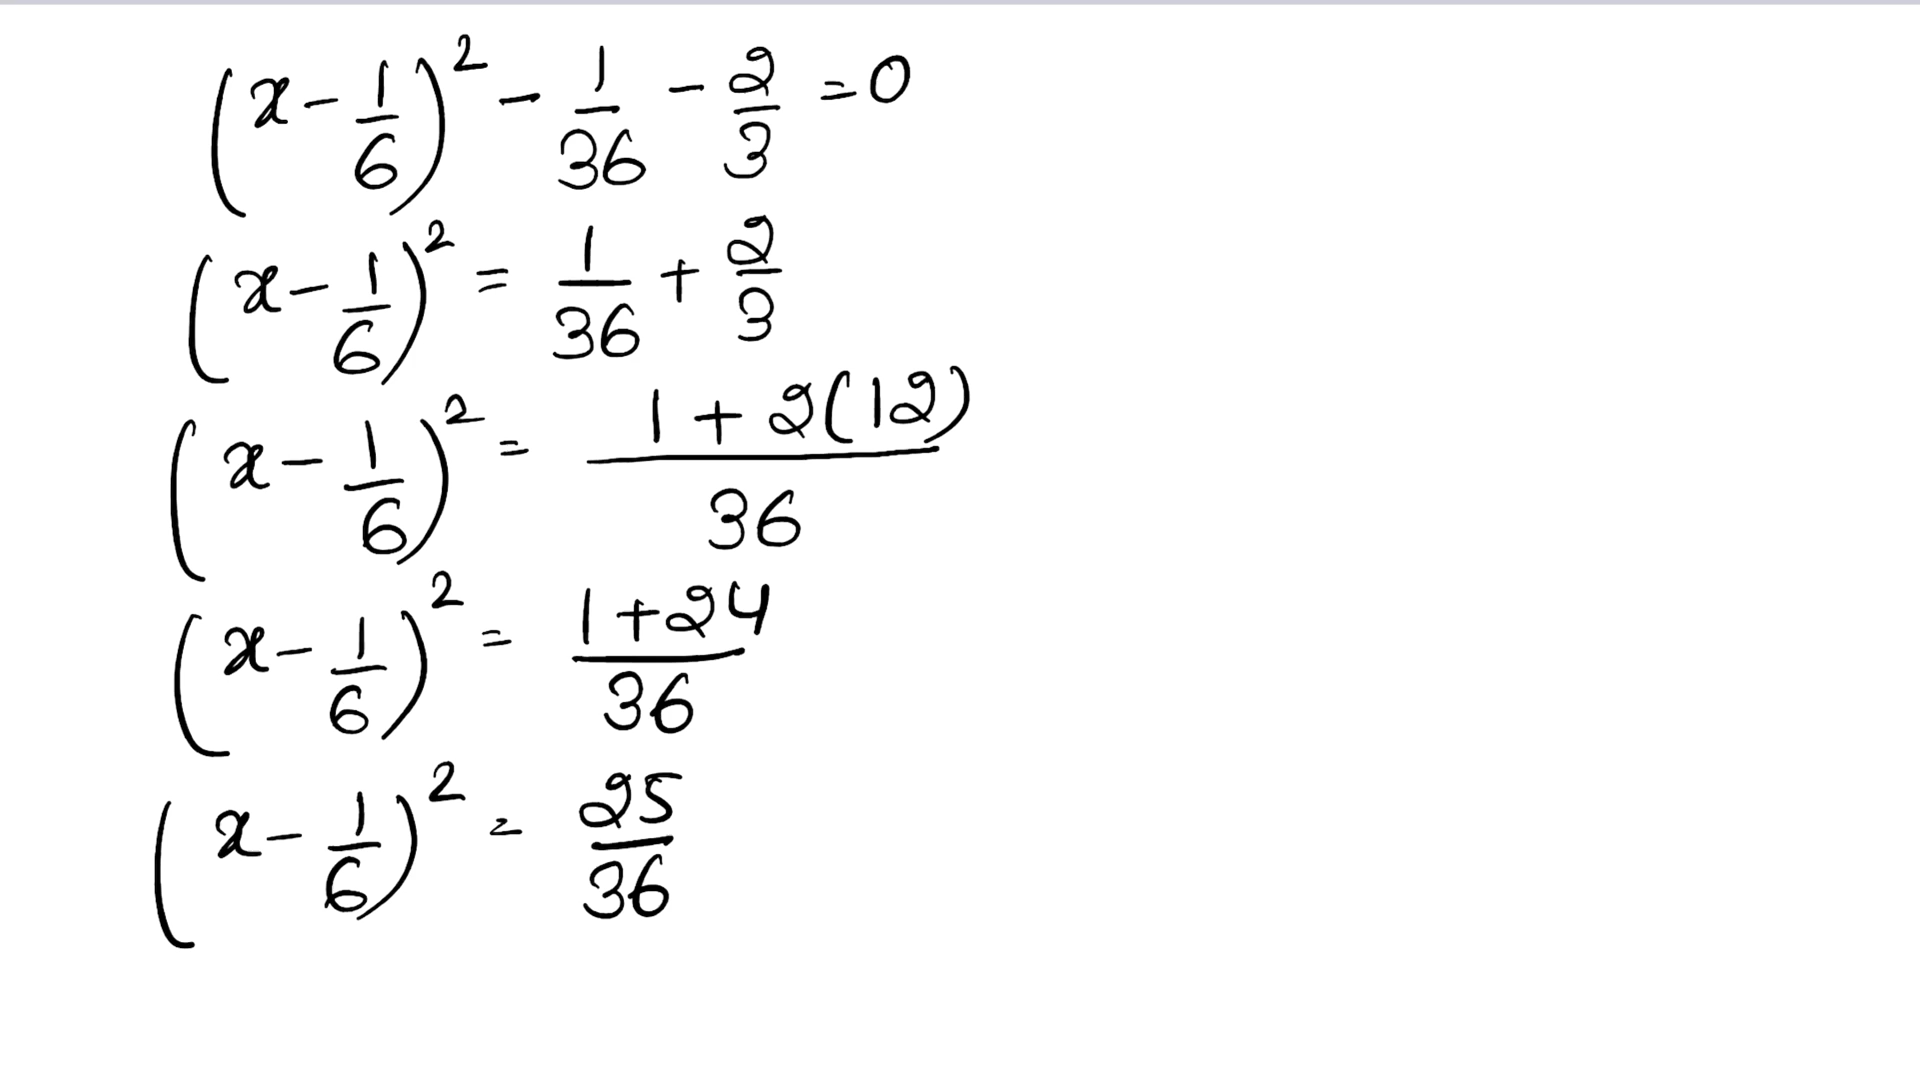 (x - 1/6)² - 1/36 - 2/3 = 0
(x - 1/6)² = 1/36 + 2/3
(x - 1/6)² = (1 + 2(12))/36
(x - 1/6)² = (1 + 24)/36
(x - 1/6)² = 25/36